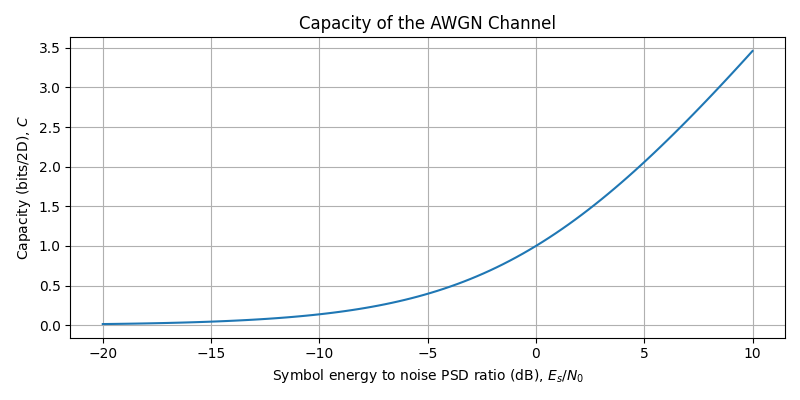 Capacity of the AWGN Channel
Capacity (bits/2D), C
3.5
3.0
2.5
2.0
1.5
1.0
0.5
0.0
−20 −15 −10 −5 0 5 10
Symbol energy to noise PSD ratio (dB), E_s/N_0